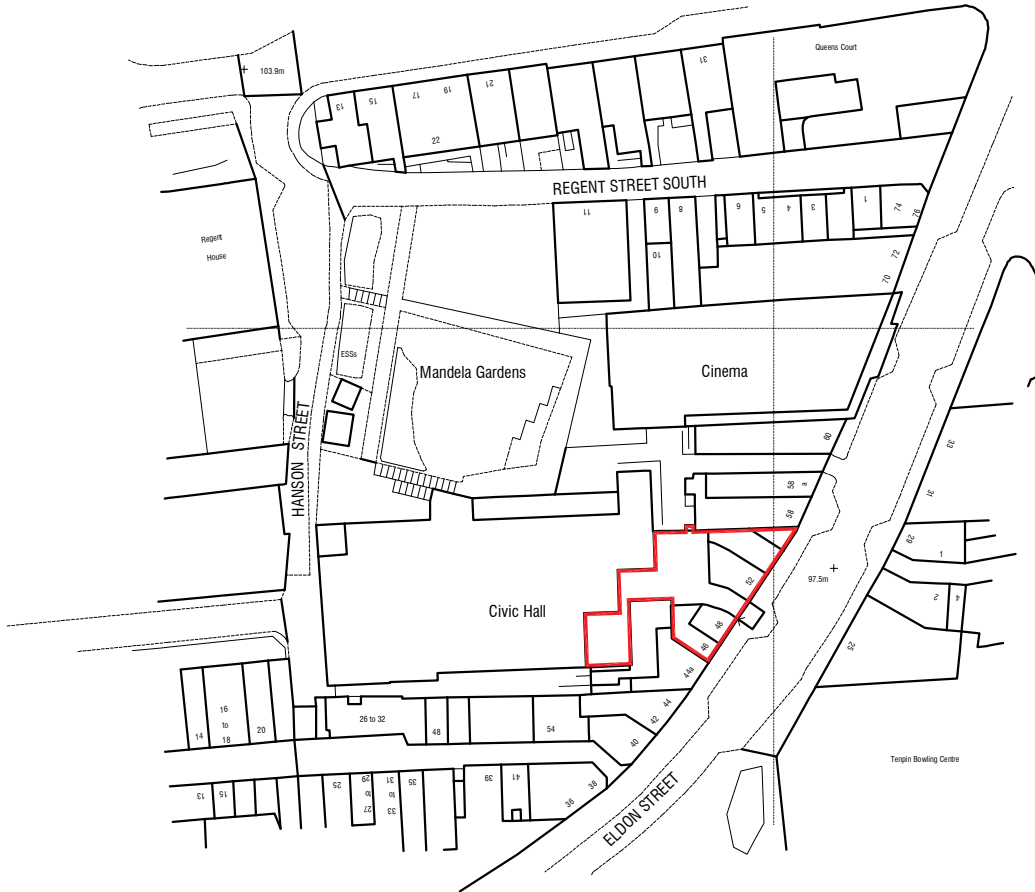 Queens Court
103.9m
31
21
19
17
15
13
22
REGENT STREET SOUTH
11
9
8
6
5
4
3
1
74
76
10
72
70
Regent
House
ESSs
Mandela Gardens
Cinema
HANSON STREET
60
33
58
a
58
31
29
1
52
97.5m
2
4
Civic Hall
48
46
25
44a
16
to
18
14
20
26 to 32
48
54
44
42
40
Tenpin Bowling Centre
13
15
25
29
to
27
31
to
33
35
39
41
38
36
ELDON STREET